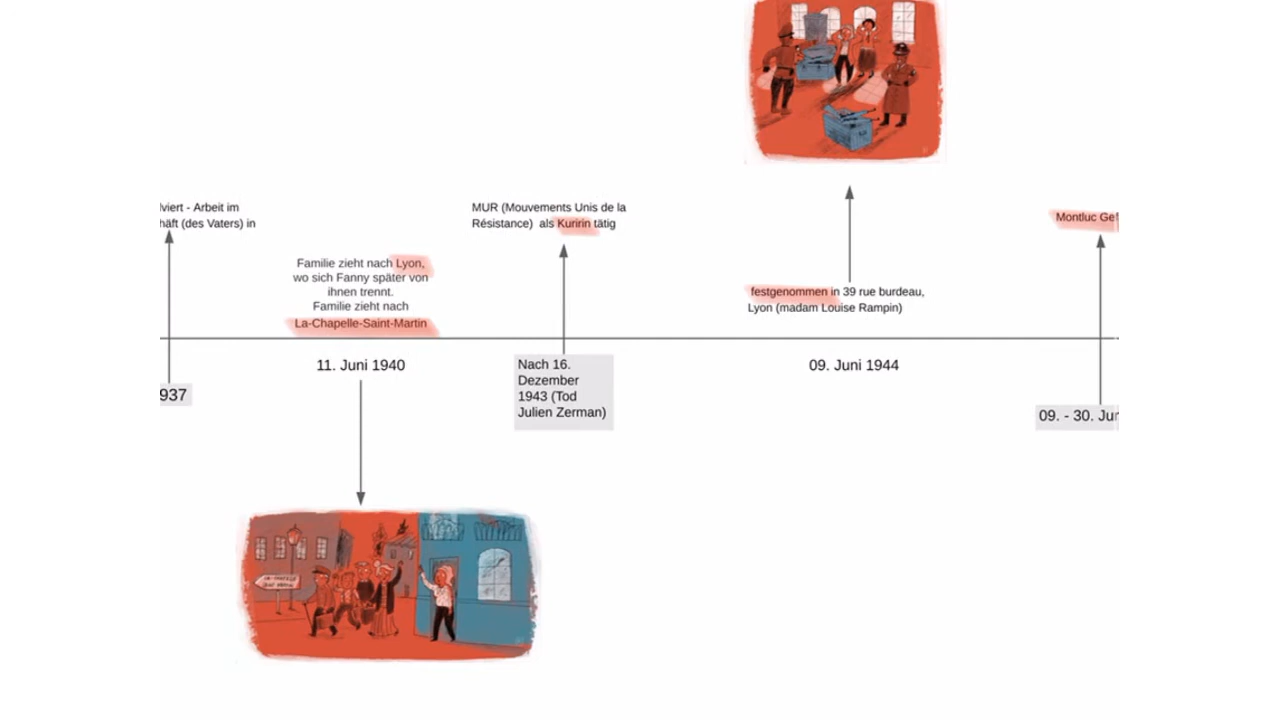 lviert - Arbeit im
häft (des Vaters) in
937
Familie zieht nach Lyon,
wo sich Fanny später von
ihnen trennt.
Familie zieht nach
La-Chapelle-Saint-Martin
11. Juni 1940
MUR (Mouvements Unis de la
Résistance) als Kuririn tätig
Nach 16.
Dezember
1943 (Tod
Julien Zerman)
festgenommen in 39 rue burdeau,
Lyon (madam Louise Rampin)
09. Juni 1944
Montluc Gef
09. - 30. Jun